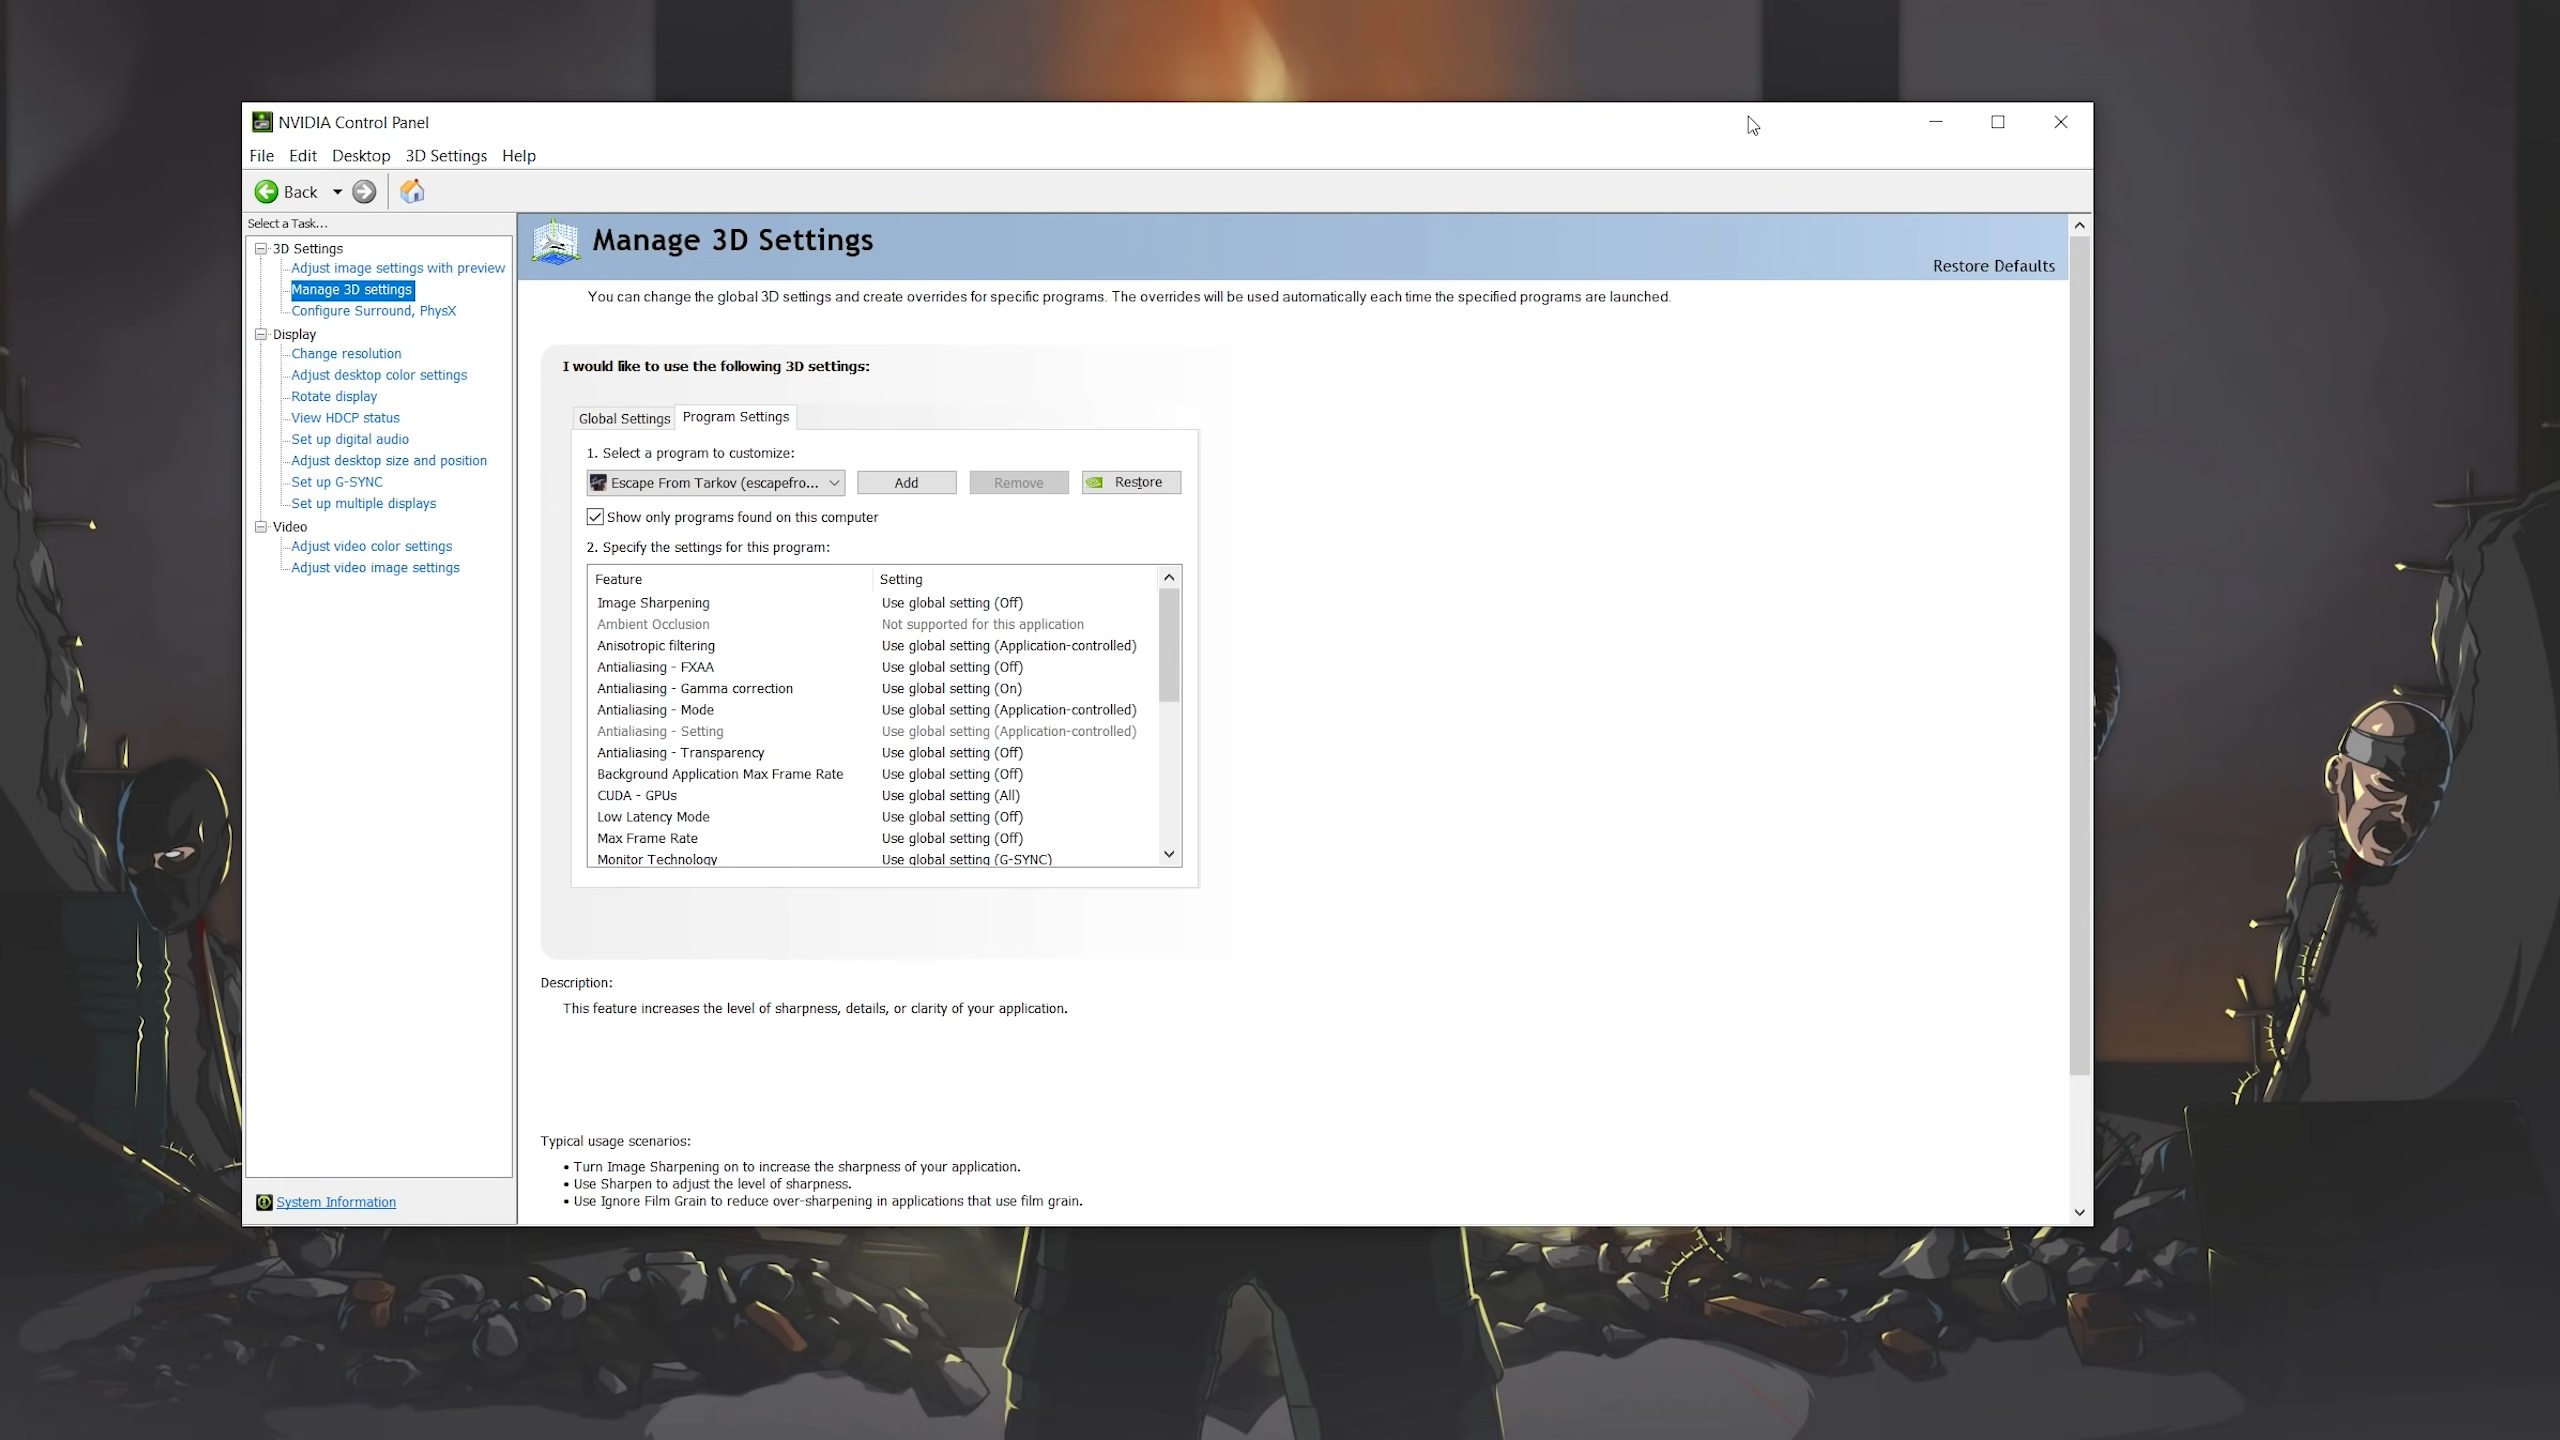 NVIDIA Control Panel
File Edit Desktop 3D Settings Help
Back
Select a Task...
3D Settings
Adjust image settings with preview
Manage 3D settings
Configure Surround, PhysX
Display
Change resolution
Adjust desktop color settings
Rotate display
View HDCP status
Set up digital audio
Adjust desktop size and position
Set up G-SYNC
Set up multiple displays
Video
Adjust video color settings
Adjust video image settings
System Information
Manage 3D Settings
Restore Defaults
You can change the global 3D settings and create overrides for specific programs. The overrides will be used automatically each time the specified programs are launched.
I would like to use the following 3D settings:
Global Settings Program Settings
1. Select a program to customize:
Escape From Tarkov (escapefro... Add Remove Restore
Show only programs found on this computer
2. Specify the settings for this program:
Feature Setting
Image Sharpening Use global setting (Off)
Ambient Occlusion Not supported for this application
Anisotropic filtering Use global setting (Application-controlled)
Antialiasing - FXAA Use global setting (Off)
Antialiasing - Gamma correction Use global setting (On)
Antialiasing - Mode Use global setting (Application-controlled)
Antialiasing - Setting Use global setting (Application-controlled)
Antialiasing - Transparency Use global setting (Off)
Background Application Max Frame Rate Use global setting (Off)
CUDA - GPUs Use global setting (All)
Low Latency Mode Use global setting (Off)
Max Frame Rate Use global setting (Off)
Monitor Technology Use global setting (G-SYNC)
Description:
This feature increases the level of sharpness, details, or clarity of your application.
Typical usage scenarios:
• Turn Image Sharpening on to increase the sharpness of your application.
• Use Sharpen to adjust the level of sharpness.
• Use Ignore Film Grain to reduce over-sharpening in applications that use film grain.